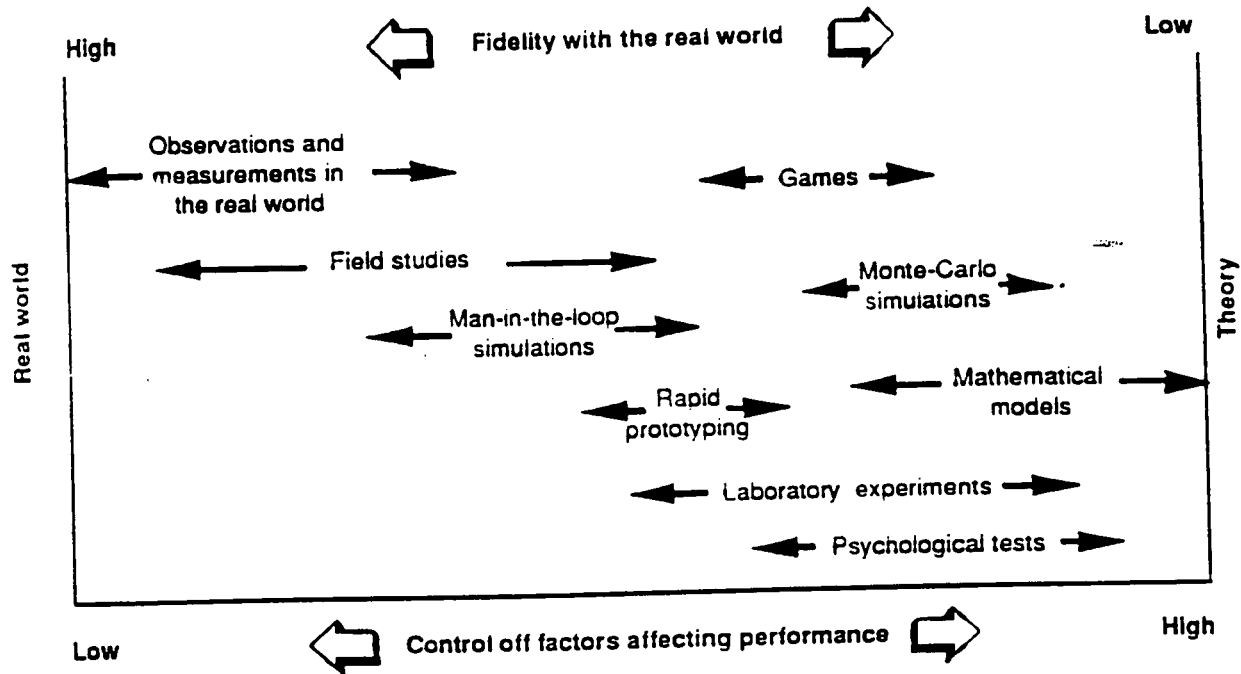 High
Fidelity with the real world
Low
Observations and
measurements in
the real world
Games
Field studies
Monte-Carlo
simulations
Man-in-the-loop
simulations
Real world
Theory
Mathematical
models
Rapid
prototyping
Laboratory experiments
Psychological tests
Low
Control off factors affecting performance
High